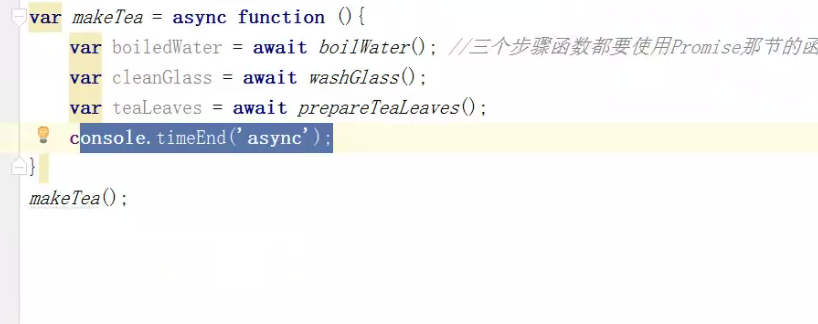 var makeTea = async function (){
var boiledWater = await boilWater(); //三个步骤函数都要使用Promise那节的函
var cleanGlass = await washGlass();
var teaLeaves = await prepareTeaLeaves();
console.timeEnd('async');
}
makeTea();